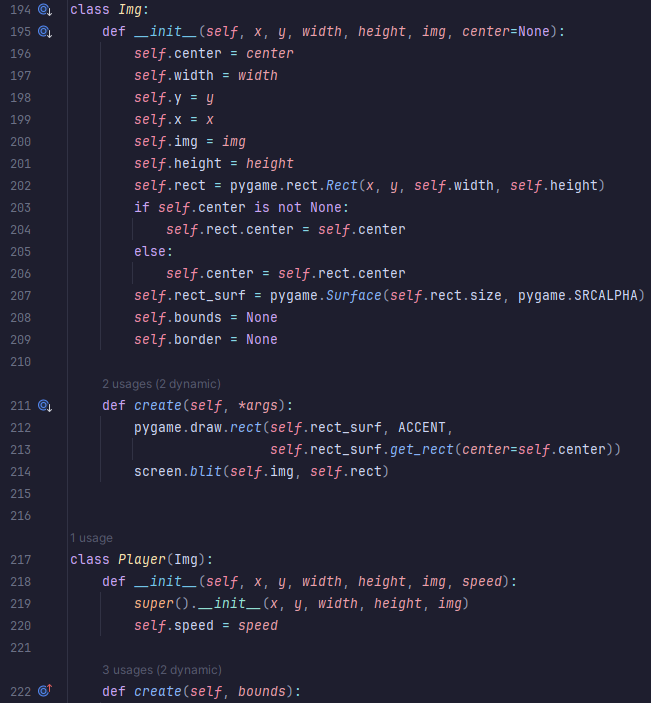 194 class Img:
195 def __init__(self, x, y, width, height, img, center=None):
196 self.center = center
197 self.width = width
198 self.y = y
199 self.x = x
200 self.img = img
201 self.height = height
202 self.rect = pygame.rect.Rect(x, y, self.width, self.height)
203 if self.center is not None:
204 self.rect.center = self.center
205 else:
206 self.center = self.rect.center
207 self.rect_surf = pygame.Surface(self.rect.size, pygame.SRCALPHA)
208 self.bounds = None
209 self.border = None
210
2 usages (2 dynamic)
211 def create(self, *args):
212 pygame.draw.rect(self.rect_surf, ACCENT,
213 self.rect_surf.get_rect(center=self.center))
214 screen.blit(self.img, self.rect)
215
216
1 usage
217 class Player(Img):
218 def __init__(self, x, y, width, height, img, speed):
219 super().__init__(x, y, width, height, img)
220 self.speed = speed
221
3 usages (2 dynamic)
222 def create(self, bounds):